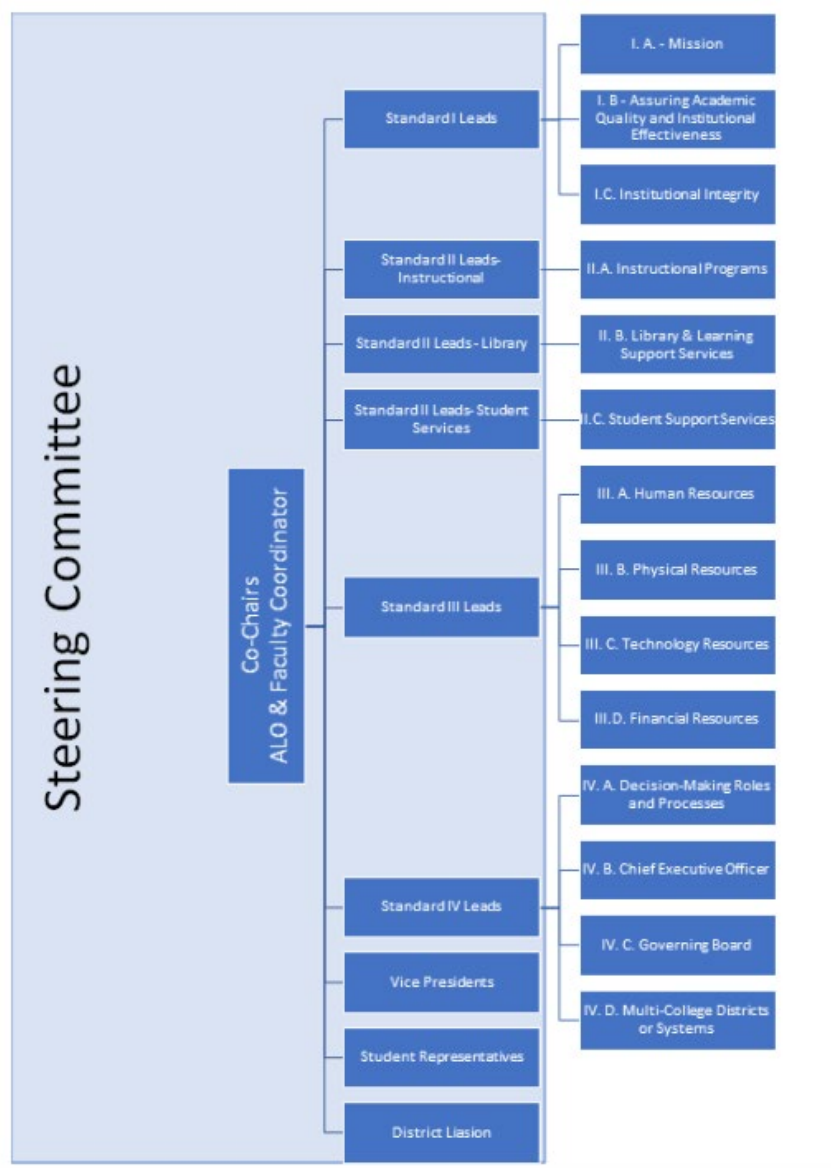 Steering Committee
Co-Chairs
ALO & Faculty Coordinator
Standard I Leads
I. A. - Mission
I. B - Assuring Academic
Quality and Institutional
Effectiveness
I.C. Institutional Integrity
Standard II Leads-
Instructional
II.A. Instructional Programs
Standard II Leads - Library
II. B. Library & Learning
Support Services
Standard II Leads- Student
Services
II.C. Student Support Services
Standard III Leads
III. A. Human Resources
III. B. Physical Resources
III. C. Technology Resources
III.D. Financial Resources
Standard IV Leads
IV. A. Decision-Making Roles
and Processes
IV. B. Chief Executive Officer
IV. C. Governing Board
IV. D. Multi-College Districts
or Systems
Vice Presidents
Student Representatives
District Liasion